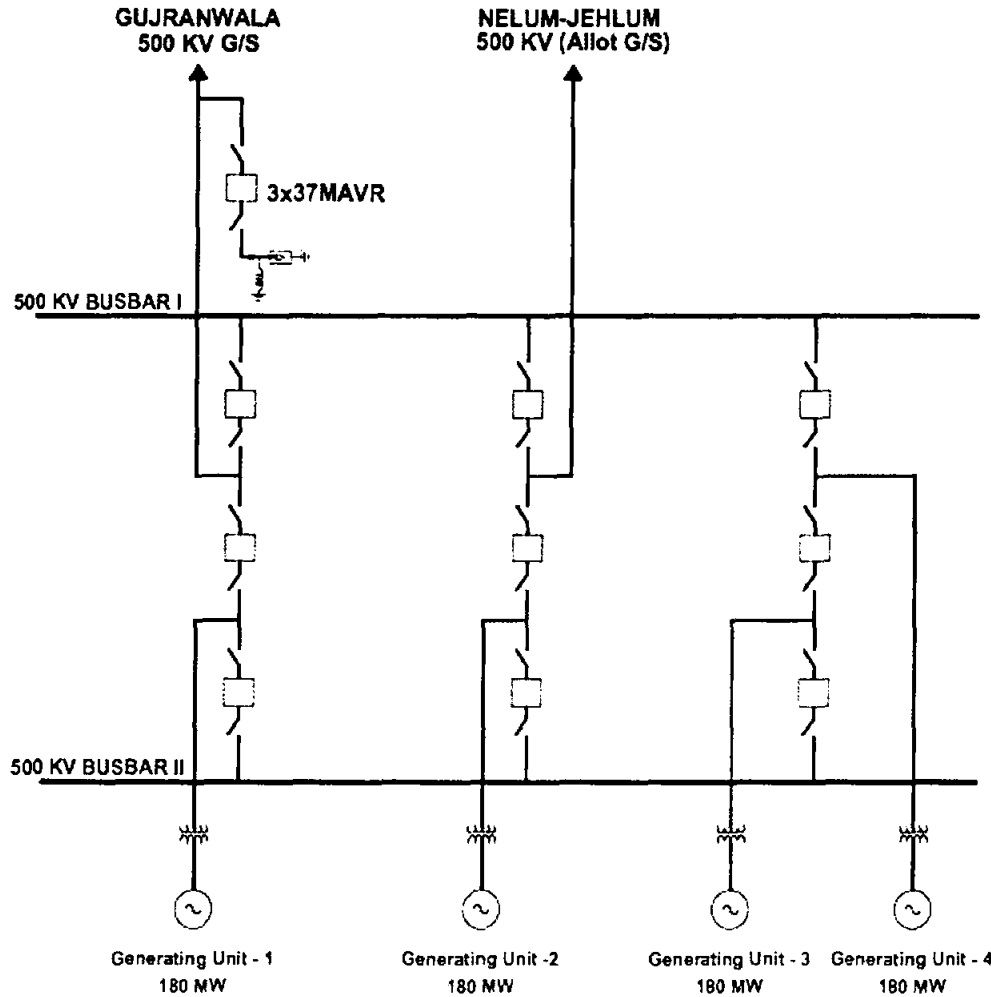 GUJRANWALA
500 KV G/S
NELUM-JEHLUM
500 KV (Allot G/S)
3x37MAVR
500 KV BUSBAR I
500 KV BUSBAR II
Generating Unit - 1
180 MW
Generating Unit -2
180 MW
Generating Unit - 3
180 MW
Generating Unit - 4
180 MW